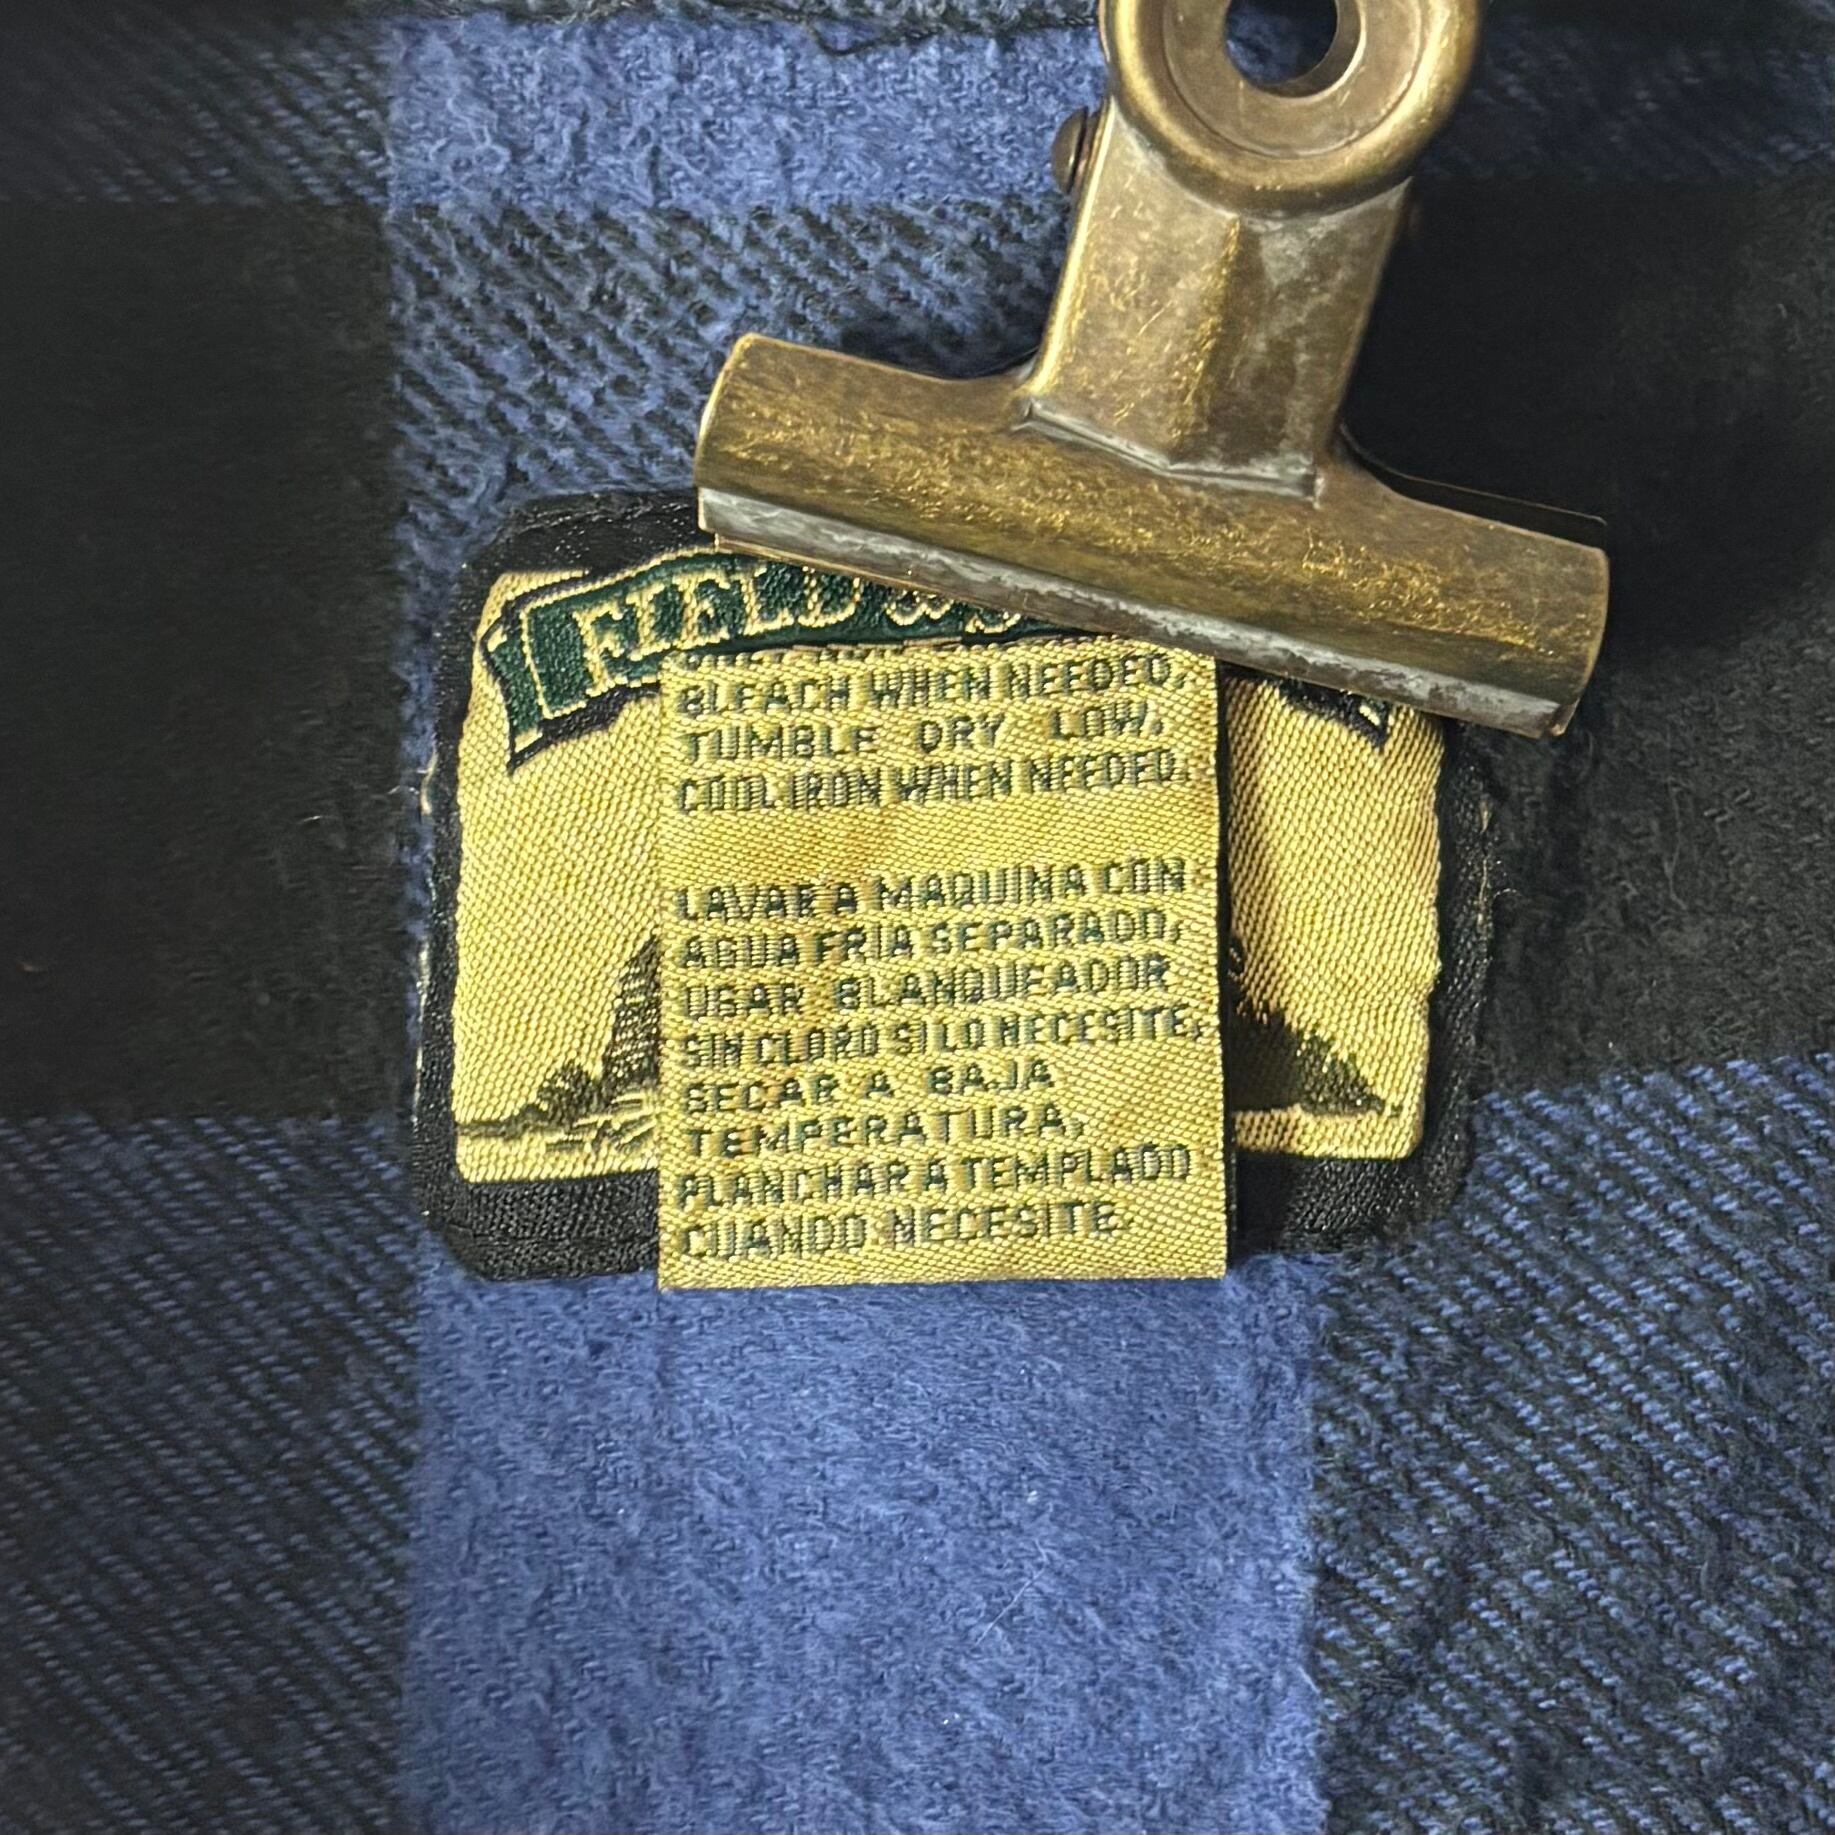 FIELD &
BLEACH WHEN NEEDED,
TUMBLE DRY LOW,
COOL IRON WHEN NEEDED.
LAVAR A MAQUINA CON
AGUA FRIA SEPARADO,
USAR BLANQUEADOR
SIN CLORO SI LO NECESITE,
SECAR A BAJA
TEMPERATURA,
PLANCHAR A TEMPLADO
CUANDO NECESITE.